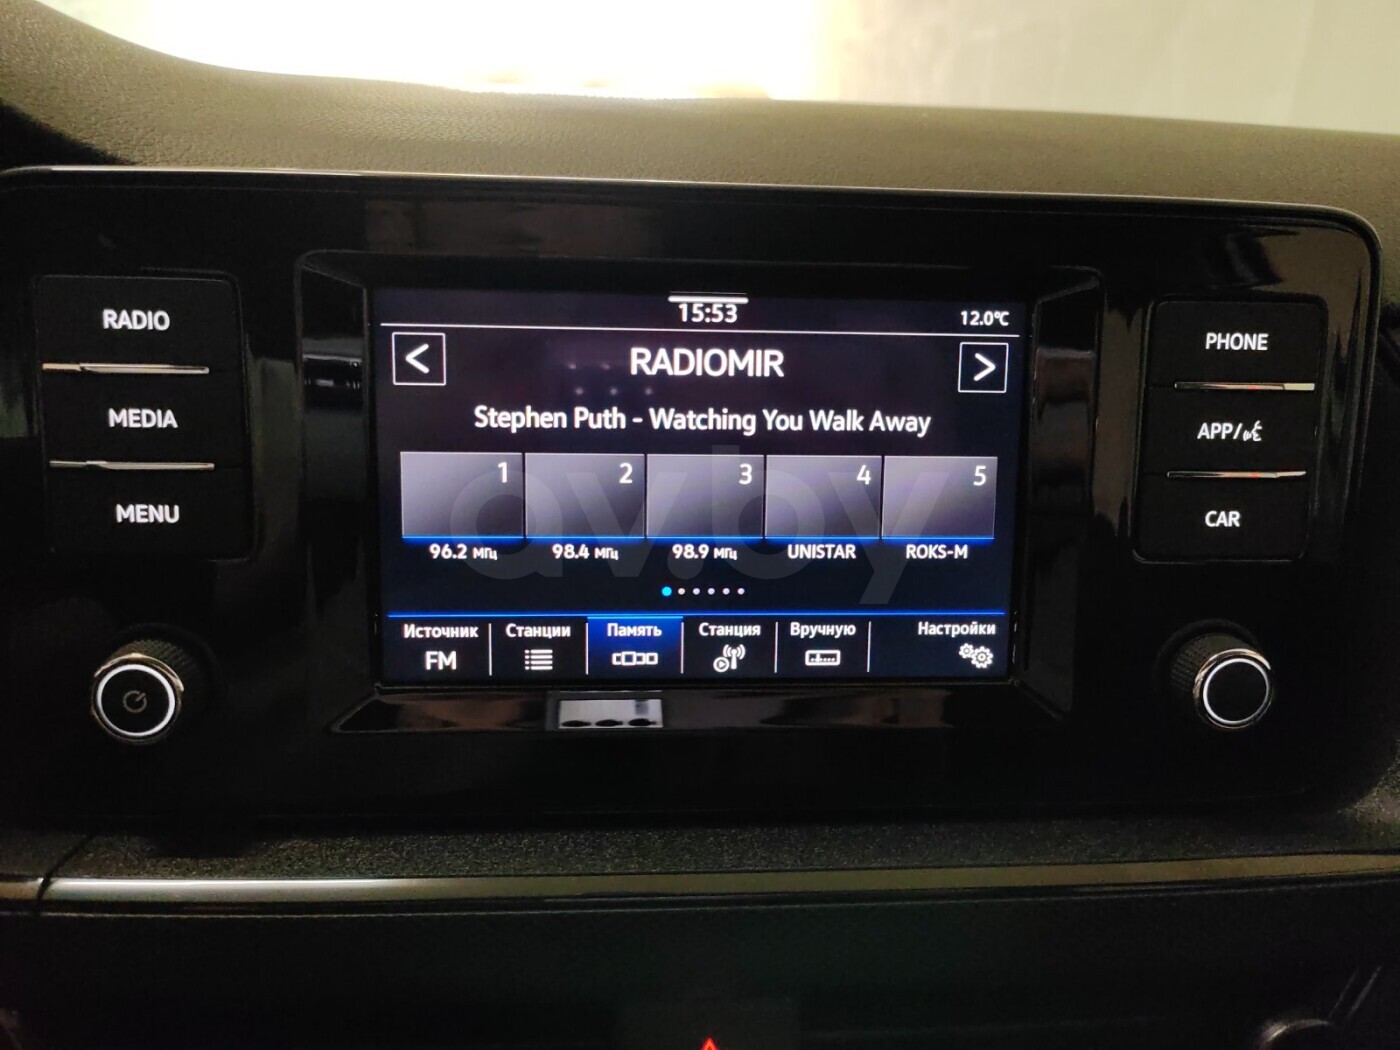 15:53
12.0°C
<
RADIOMIR
>
Stephen Puth - Watching You Walk Away
1
2
3
4
5
96.2 МГц
98.4 МГц
98.9 МГц
UNISTAR
ROKS-M
Источник
FM
Станции
Память
Станция
Вручную
Настройки
RADIO
MEDIA
MENU
PHONE
APP/
CAR
av.by